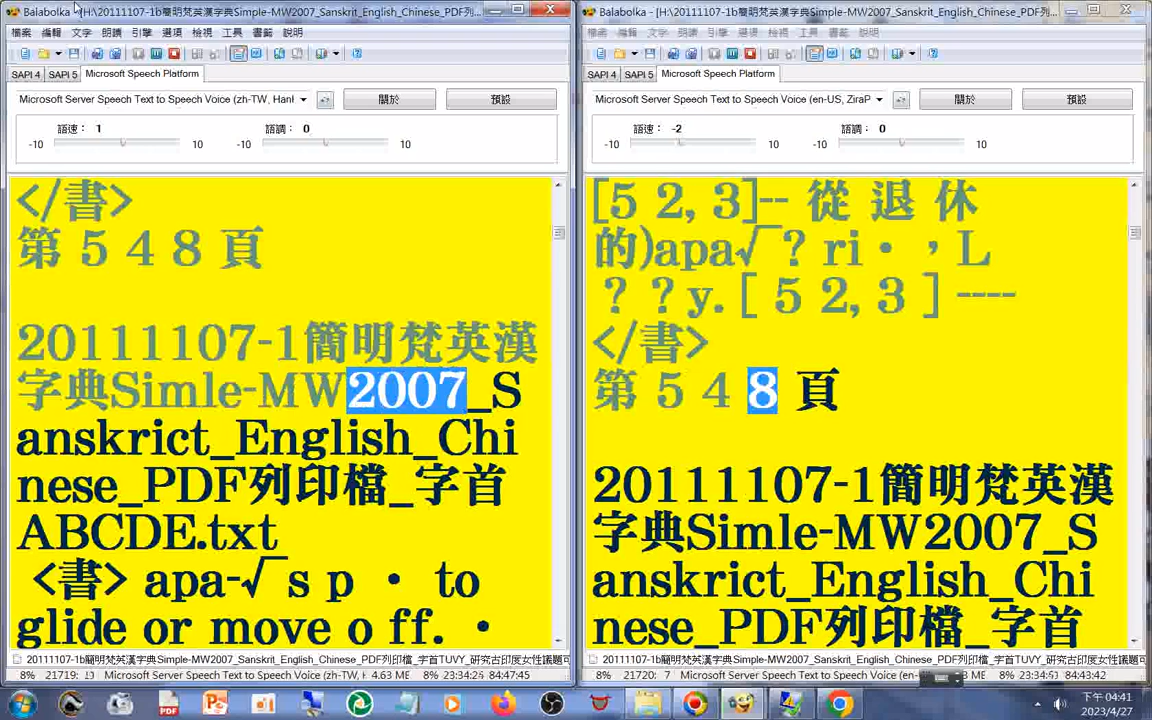 Balabolka - [H:\20111107-1b簡明梵英漢字典Simple-MW2007_Sanskrit_English_Chinese_PDF列...
檔案 編輯 文字 朗讀 引擎 選項 檢視 工具 書籤 說明
SAPI 4 SAPI 5 Microsoft Speech Platform
Microsoft Server Speech Text to Speech Voice (zh-TW, Hanl
關於 預設
語速： 1 語調： 0
-10 10 -10 10
</書>
第 5 4 8 頁
20111107-1簡明梵英漢
字典Simle-MW2007_S
anskrict_English_Chi
nese_PDF列印檔_字首
ABCDE.txt
<書> apa-√ s p • to
glide or move o ff. •
20111107-1b簡明梵英漢字典Simple-MW2007_Sanskrit_English_Chinese_PDF列印檔_字首TUVY_研究古印度女性議題可
8% 21719: Microsoft Server Speech Text to Speech Voice (zh-TW, H 4.63 ME 8% 23:34:26 84:47:45
Balabolka - [H:\20111107-1b簡明梵英漢字典Simple-MW2007_Sanskrit_English_Chinese_PDF列...
檔案 編輯 文字 朗讀 引擎 選項 檢視 工具 書籤 說明
SAPI 4 SAPI 5 Microsoft Speech Platform
Microsoft Server Speech Text to Speech Voice (en-US, ZiraP
關於 預設
語速： -2 語調： 0
-10 10 -10 10
[5 2, 3]-- 從 退 休
的)apa√? ri • ，L
? ? y. [ 5 2, 3 ] ----
</書>
第 5 4 8 頁
20111107-1簡明梵英漢
字典Simle-MW2007_S
anskrict_English_Chi
nese_PDF列印檔_字首
20111107-1b簡明梵英漢字典Simple-MW2007_Sanskrit_English_Chinese_PDF列印檔_字首TUVY_研究古印度女性議題可
8% 21720: 7 Microsoft Server Speech Text to Speech Voice (en-US, 4.63 ME 8% 23:34:51 84:43:42
下午 04:41
2023/4/27